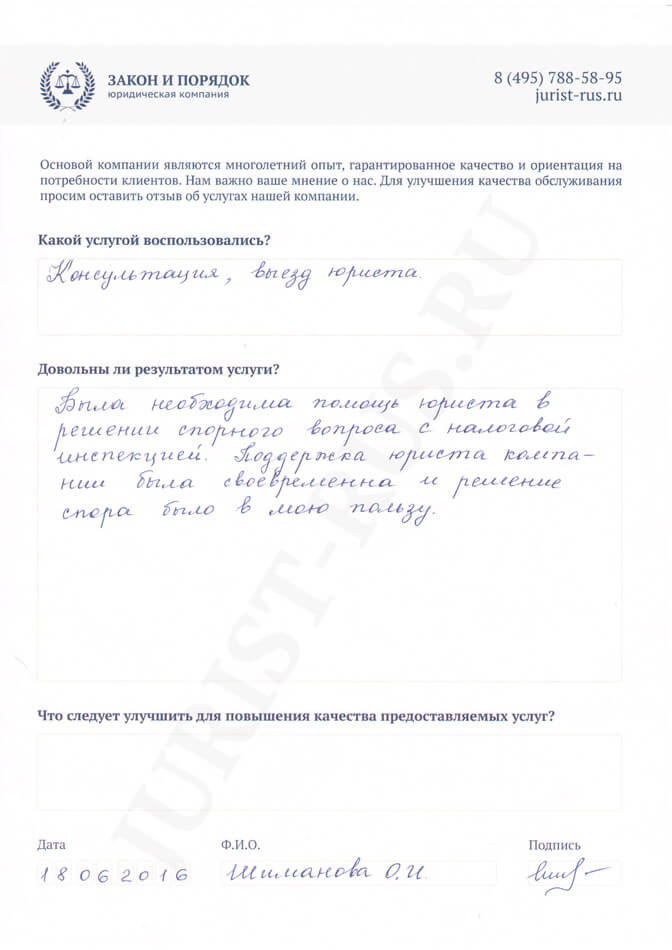 ЗАКОН И ПОРЯДОК
юридическая компания
8 (495) 788-58-95
jurist-rus.ru
Основой компании являются многолетний опыт, гарантированное качество и ориентация на
потребности клиентов. Нам важно ваше мнение о нас. Для улучшения качества обслуживания
просим оставить отзыв об услугах нашей компании.
Какой услугой воспользовались?
Консультация, выезд юриста.
Довольны ли результатом услуги?
Была необходима помощь юриста в
решении спорного вопроса с налоговой
инспекцией. Поддержка юриста компа-
нии была своевременна и решение
спора было в мою пользу.
JURIST-RUS.RU
Что следует улучшить для повышения качества предоставляемых услуг?
Дата
Ф.И.О.
Подпись
18 06 2016
Шиманова О.И.